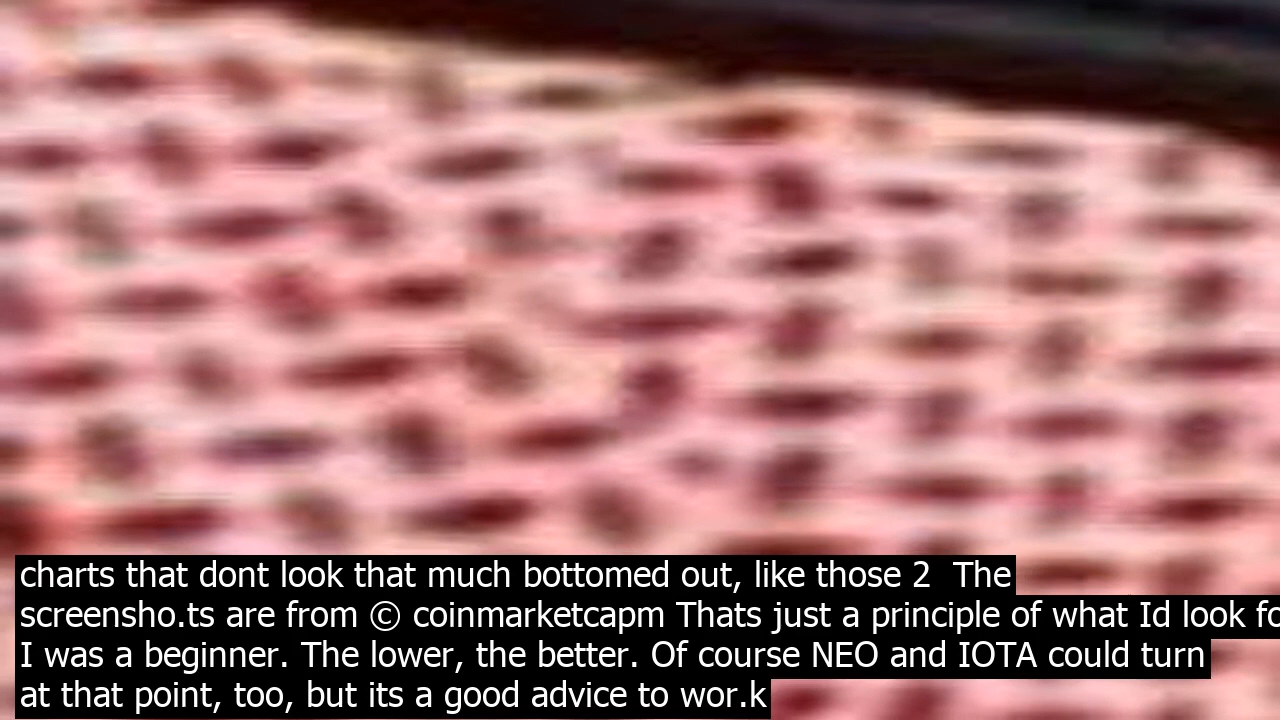 charts that dont look that much bottomed out, like those 2  The
screensho.ts are from © coinmarketcapm Thats just a principle of what Id look fo
I was a beginner. The lower, the better. Of course NEO and IOTA could turn
at that point, too, but its a good advice to wor.k